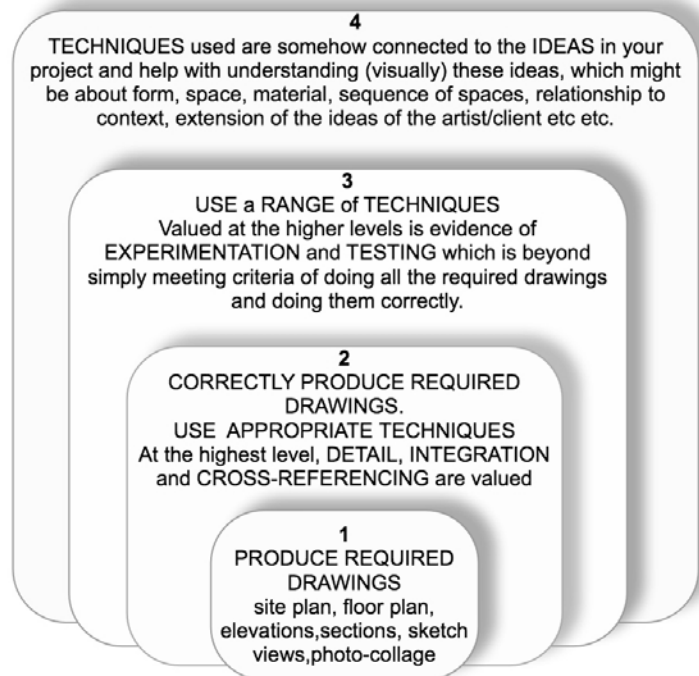 4
TECHNIQUES used are somehow connected to the IDEAS in your
project and help with understanding (visually) these ideas, which might
be about form, space, material, sequence of spaces, relationship to
context, extension of the ideas of the artist/client etc etc.
3
USE a RANGE of TECHNIQUES
Valued at the higher levels is evidence of
EXPERIMENTATION and TESTING which is beyond
simply meeting criteria of doing all the required drawings
and doing them correctly.
2
CORRECTLY PRODUCE REQUIRED
DRAWINGS.
USE APPROPRIATE TECHNIQUES
At the highest level, DETAIL, INTEGRATION
and CROSS-REFERENCING are valued
1
PRODUCE REQUIRED
DRAWINGS
site plan, floor plan,
elevations,sections, sketch
views,photo-collage